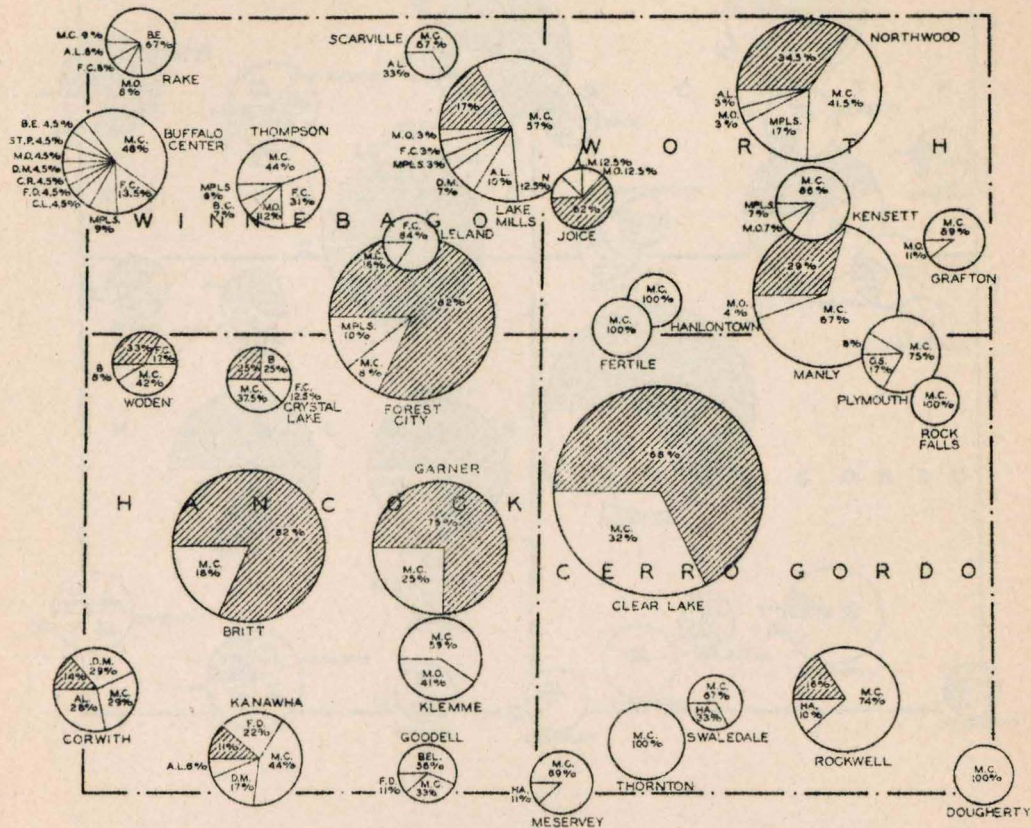 M.C. 9%
B.E.
67%
A.L. 8%
F.C. 8%
M.O.
8%
RAKE
SCARVILLE
M.C.
67%
A.L.
33%
NORTHWOOD
34.5%
M.C.
41.5%
A.L.
3%
M.O.
3%
MPLS.
17%
17%
M.C.
57%
M.O. 3%
F.C. 3%
MPLS. 3%
D.M.
7%
A.L.
10%
LAKE
MILLS
B.E. 4.5%
ST. P. 4.5%
M.O. 4.5%
D.M. 4.5%
C.R. 4.5%
F.D. 4.5%
C.L. 4.5%
MPLS.
9%
M.C.
46%
F.C.
13.5%
BUFFALO
CENTER
THOMPSON
M.C.
44%
MPLS
6%
B.C.
7%
M.O.
12%
F.C.
31%
W O R T H
A.M. 12.5%
M.O. 12.5%
N
12.5%
62%
JOICE
M.C.
86%
MPLS.
7%
M.O. 7%
KENSETT
M.C.
89%
M.O.
11%
GRAFTON
W I N N E B A G O
F.C.
84%
M.C.
16%
LELAND
82%
MPLS.
10%
M.C.
8%
FOREST
CITY
M.C.
100%
HANLONTOWN
M.C.
100%
FERTILE
29%
M.O.
4%
M.C.
67%
MANLY
8%
M.C.
75%
G.S.
17%
PLYMOUTH
M.C.
100%
ROCK
FALLS
33%
F.C.
17%
B
8%
M.C.
42%
WODEN
25%
B
25%
M.C.
37.5%
F.C.
12.5%
CRYSTAL
LAKE
H A N C O C K
82%
M.C.
18%
BRITT
GARNER
75%
M.C.
25%
68%
M.C.
32%
CLEAR LAKE
C E R R O G O R D O
M.C.
59%
M.O.
41%
KLEMME
14%
D.M.
29%
A.L.
28%
M.C.
29%
CORWITH
KANAWHA
F.D.
22%
11%
A.L. 6%
D.M.
17%
M.C.
44%
GOODELL
BEL.
56%
F.D.
11%
M.C.
33%
M.C.
89%
HA.
11%
MESERVEY
M.C.
100%
THORNTON
M.C.
67%
HA.
33%
SWALEDALE
16%
M.C.
74%
HA.
10%
ROCKWELL
M.C.
100%
DOUGHERTY